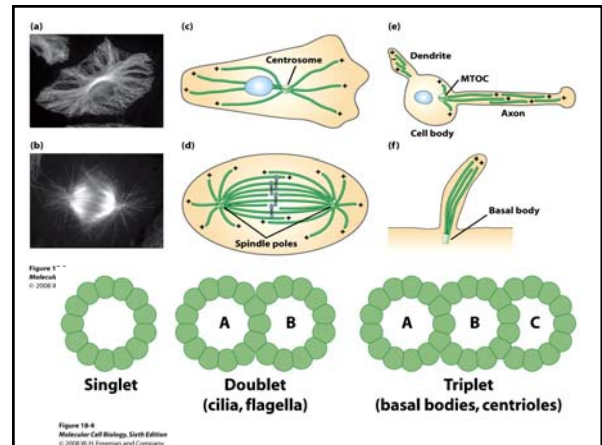 (a)
(c)
(e)
Centrosome
Dendrite
MTOC
Axon
Cell body
(b)
(d)
(f)
Basal body
Spindle poles
Figure 1
Molecul
© 2008 W
A
B
A
B
C
Singlet
Doublet
(cilia, flagella)
Triplet
(basal bodies, centrioles)
Figure 18-4
Molecular Cell Biology, Sixth Edition
© 2008 W. H. Freeman and Company